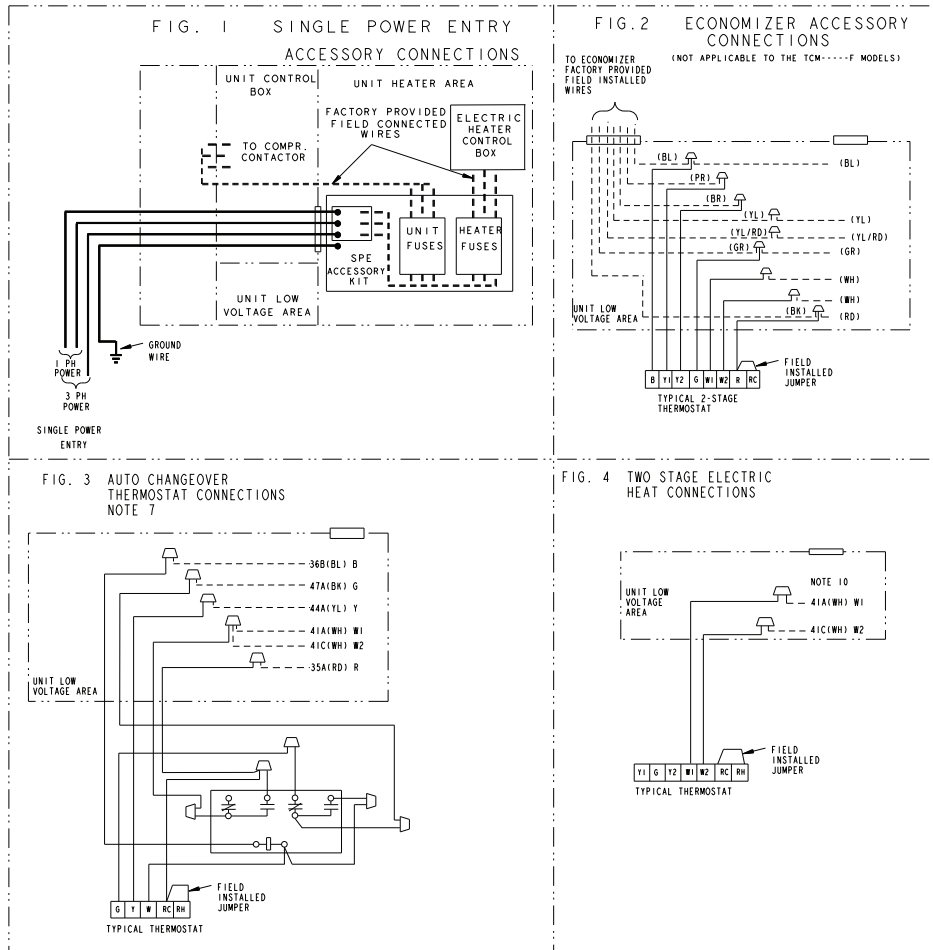 FIG. 1 SINGLE POWER ENTRY
ACCESSORY CONNECTIONS
UNIT CONTROL
BOX
UNIT HEATER AREA
FACTORY PROVIDED
FIELD CONNECTED
WIRES
ELECTRIC
HEATER
CONTROL
BOX
TO COMPR.
CONTACTOR
UNIT
FUSES
HEATER
FUSES
SPE
ACCESSORY
KIT
UNIT LOW
VOLTAGE AREA
GROUND
WIRE
1 PH
POWER
3 PH
POWER
SINGLE POWER
ENTRY
FIG.2 ECONOMIZER ACCESSORY
CONNECTIONS
(NOT APPLICABLE TO THE TCM-----F MODELS)
TO ECONOMIZER
FACTORY PROVIDED
FIELD INSTALLED
WIRES
(BL)
(BL)
(PR)
(BR)
(YL)
(YL)
(YL/RD)
(YL/RD)
(GR)
(GR)
(WH)
(WH)
(BK)
(RD)
UNIT LOW
VOLTAGE AREA
FIELD
INSTALLED
JUMPER
B Y1 Y2 G W1 W2 R RC
TYPICAL 2-STAGE
THERMOSTAT
FIG. 3 AUTO CHANGEOVER
THERMOSTAT CONNECTIONS
NOTE 7
36B(BL) B
47A(BK) G
44A(YL) Y
41A(WH) W1
41C(WH) W2
35A(RD) R
UNIT LOW
VOLTAGE AREA
FIELD
INSTALLED
JUMPER
G Y W RC RH
TYPICAL THERMOSTAT
FIG. 4 TWO STAGE ELECTRIC
HEAT CONNECTIONS
NOTE 10
UNIT LOW
VOLTAGE
AREA
41A(WH) W1
41C(WH) W2
FIELD
INSTALLED
JUMPER
Y1 G Y2 W1 W2 RC RH
TYPICAL THERMOSTAT